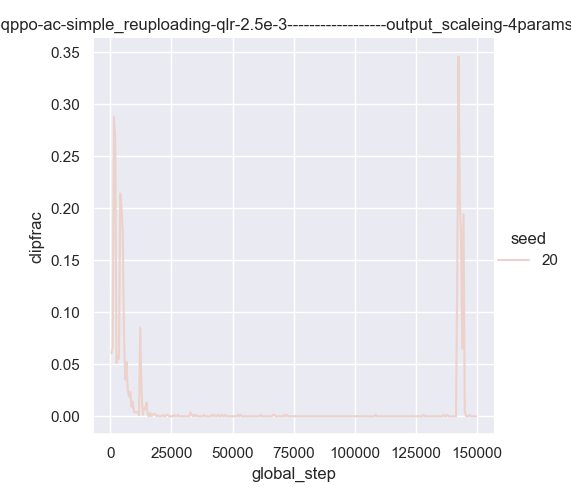 qppo-ac-simple_reuploading-qlr-2.5e-3------------------output_scaleing-4params
0.35
0.30
0.25
0.20
0.15
0.10
0.05
0.00
clipfrac
0 25000 50000 75000 100000 125000 150000
global_step
seed
20